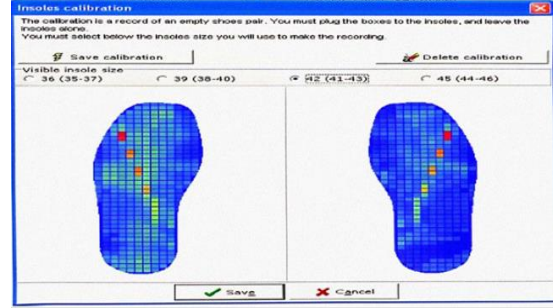 Insoles calibration
The calibration is a record of an empty shoes pair. You must plug the boxes to the insoles, and leave the
insoles alone.
You must select below the insoles size you will use to make the recording.
Save calibration
Delete calibration
Visible insole size
36 (35-37)
39 (38-40)
42 (41-43)
45 (44-46)
Save
Cancel